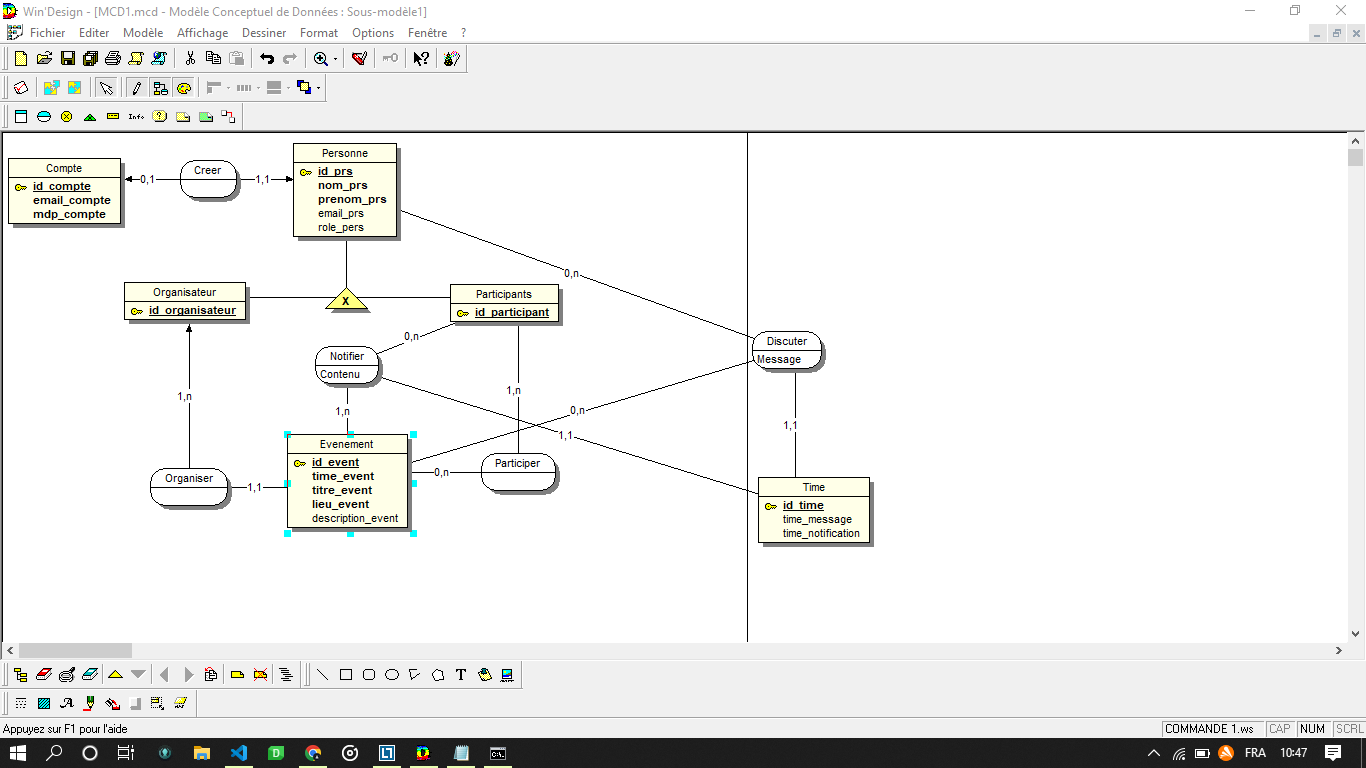 Win'Design - [MCD1.mcd - Modèle Conceptuel de Données : Sous-modèle1]
Fichier Editer Modèle Affichage Dessiner Format Options Fenêtre ?
Info
Compte
id_compte
email_compte
mdp_compte
0,1
Creer
1,1
Personne
id_prs
nom_prs
prenom_prs
email_prs
role_pers
0,n
Organisateur
id_organisateur
X
Participants
id_participant
0,n
Notifier
Contenu
Discuter
Message
1,n
1,n
1,n
0,n
1,1
1,1
Evenement
id_event
time_event
titre_event
lieu_event
description_event
0,n
Participer
Organiser
1,1
Time
id_time
time_message
time_notification
T
A
Appuyez sur F1 pour l'aide
COMMANDE 1.ws CAP NUM SCRL
FRA 10:47